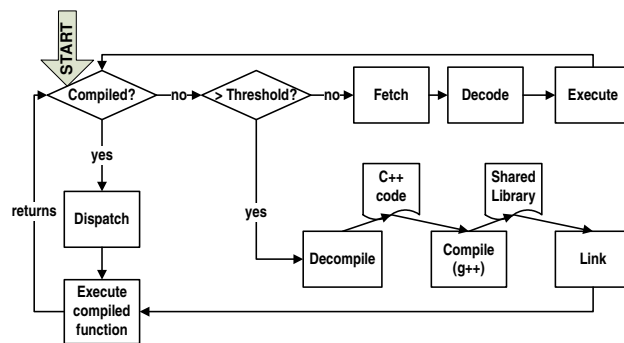 START
Compiled?
no
> Threshold?
no
Fetch
Decode
Execute
yes
returns
Dispatch
yes
C++
code
Shared
Library
Decompile
Compile
(g++)
Link
Execute
compiled
function